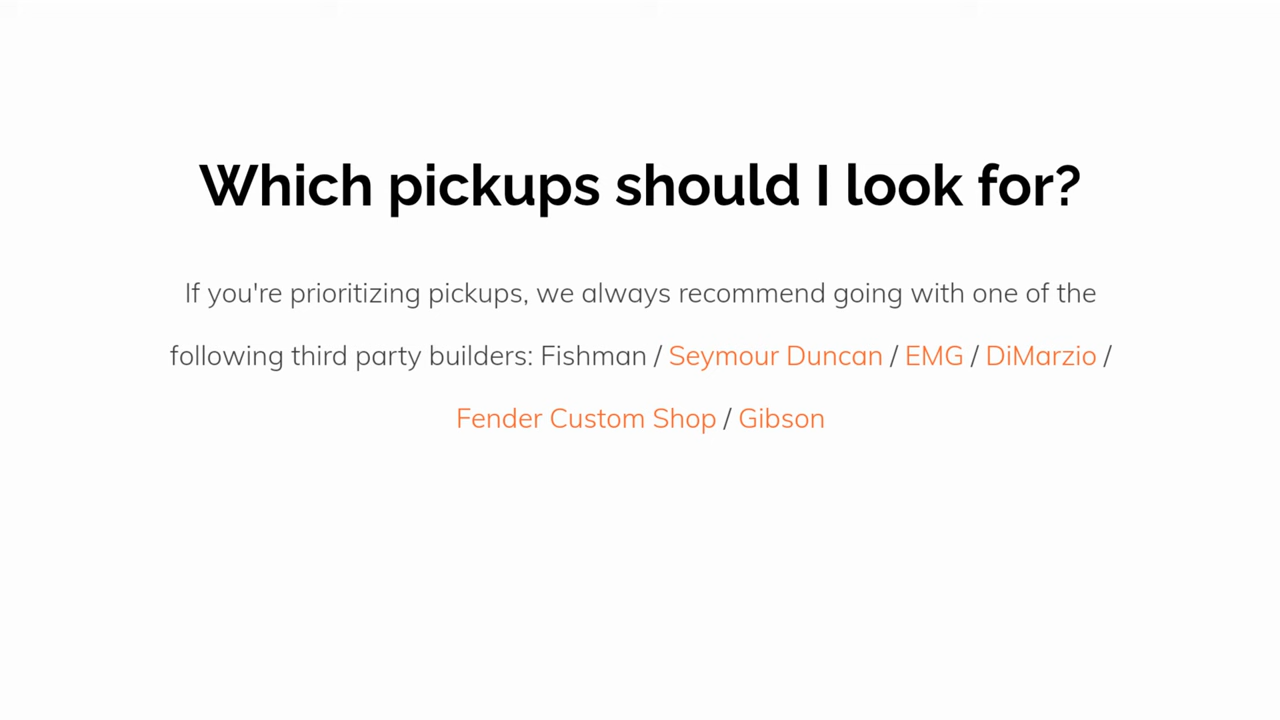 Which pickups should I look for?
If you're prioritizing pickups, we always recommend going with one of the
following third party builders: Fishman / Seymour Duncan / EMG / DiMarzio /
Fender Custom Shop / Gibson